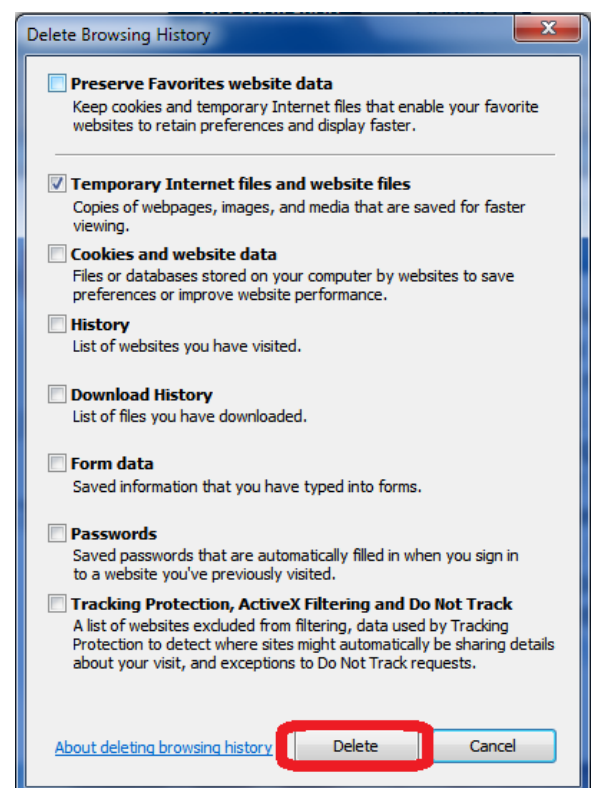 Delete Browsing History
Preserve Favorites website data
Keep cookies and temporary Internet files that enable your favorite
websites to retain preferences and display faster.
Temporary Internet files and website files
Copies of webpages, images, and media that are saved for faster
viewing.
Cookies and website data
Files or databases stored on your computer by websites to save
preferences or improve website performance.
History
List of websites you have visited.
Download History
List of files you have downloaded.
Form data
Saved information that you have typed into forms.
Passwords
Saved passwords that are automatically filled in when you sign in
to a website you've previously visited.
Tracking Protection, ActiveX Filtering and Do Not Track
A list of websites excluded from filtering, data used by Tracking
Protection to detect where sites might automatically be sharing details
about your visit, and exceptions to Do Not Track requests.
About deleting browsing history Delete Cancel